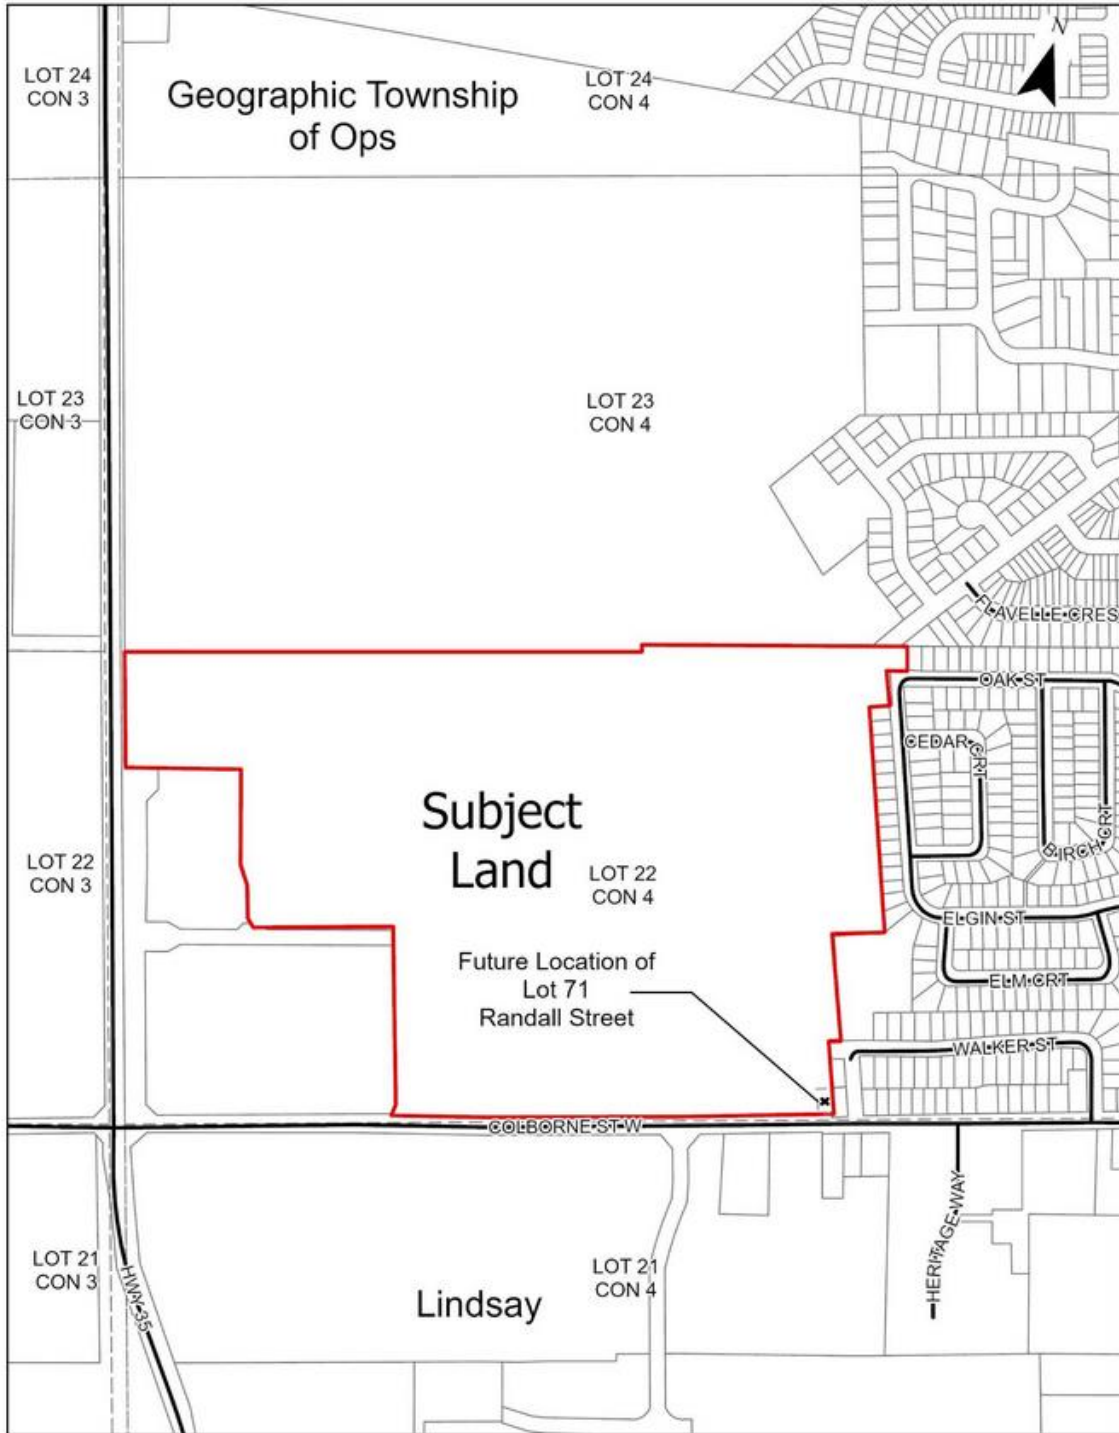 N
LOT 24
CON 3
Geographic Township
of Ops
LOT 24
CON 4
LOT 23
CON 3
LOT 23
CON 4
FLAVELLE CRES
OAK ST
CEDAR CRT
BIRCH CRT
Subject
Land
LOT 22
CON 3
LOT 22
CON 4
ELGIN ST
ELM CRT
Future Location of
Lot 71
Randall Street
WALKER ST
COLBORNE ST W
HERITAGE WAY
LOT 21
CON 3
HWY 35
LOT 21
CON 4
Lindsay